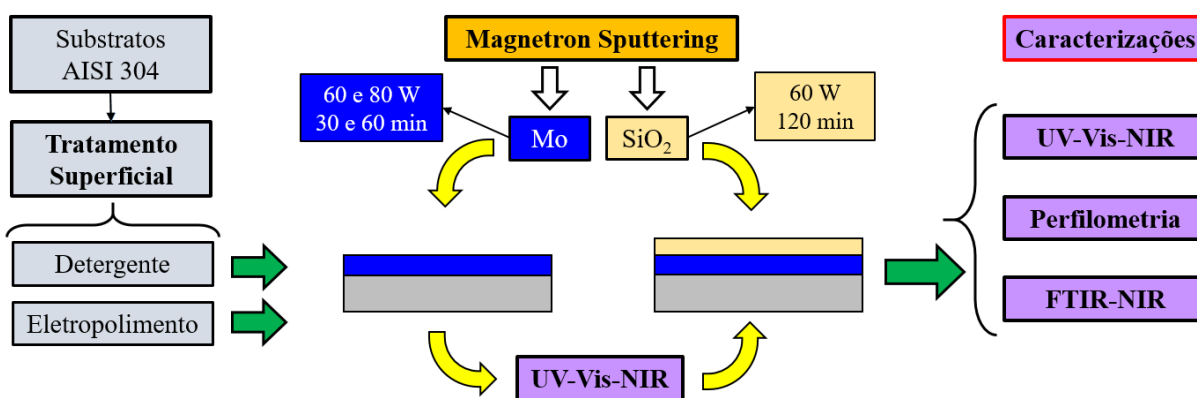 Substratos
AISI 304
Tratamento
Superficial
Detergente
Eletropolimento
Magnetron Sputtering
60 e 80 W
30 e 60 min
Mo
SiO₂
60 W
120 min
UV-Vis-NIR
Caracterizações
UV-Vis-NIR
Perfilometria
FTIR-NIR